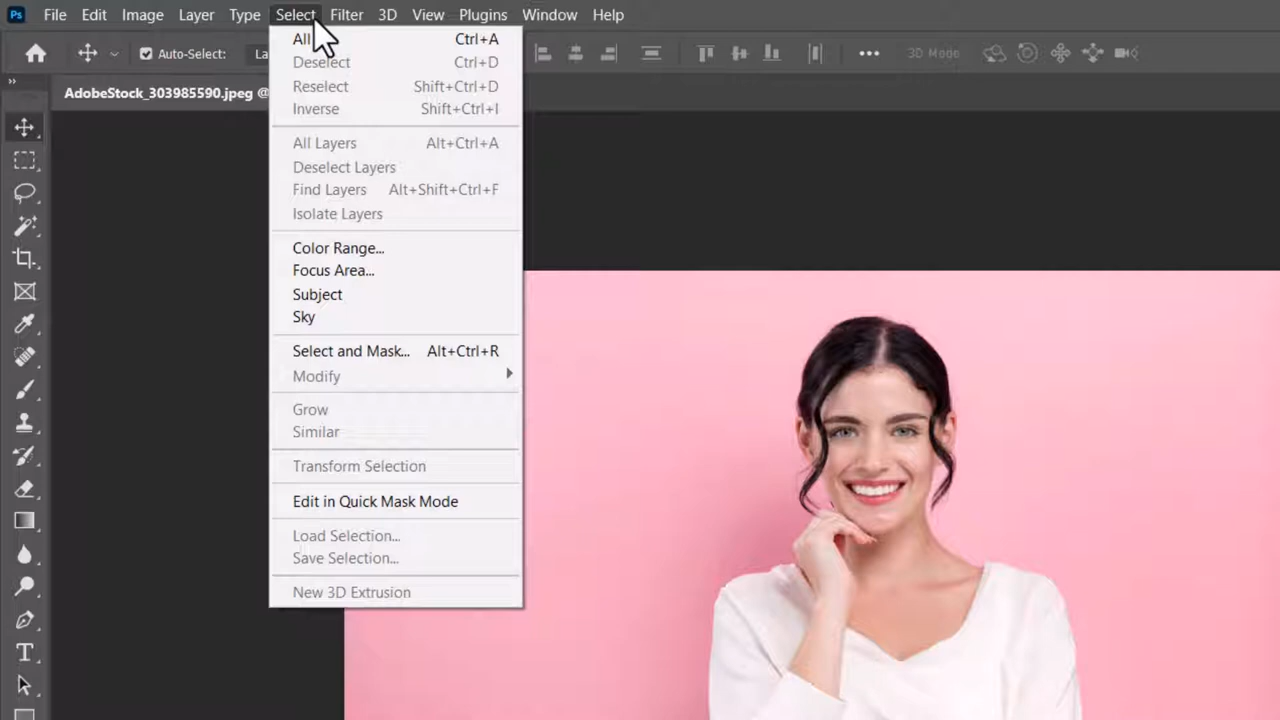 Ps File Edit Image Layer Type Select Filter 3D View Plugins Window Help
Auto-Select: 3D Mode
AdobeStock_303985590.jpeg @
All Ctrl+A
Deselect Ctrl+D
Reselect Shift+Ctrl+D
Inverse Shift+Ctrl+I
All Layers Alt+Ctrl+A
Deselect Layers
Find Layers Alt+Shift+Ctrl+F
Isolate Layers
Color Range...
Focus Area...
Subject
Sky
Select and Mask... Alt+Ctrl+R
Modify
Grow
Similar
Transform Selection
Edit in Quick Mask Mode
Load Selection...
Save Selection...
New 3D Extrusion